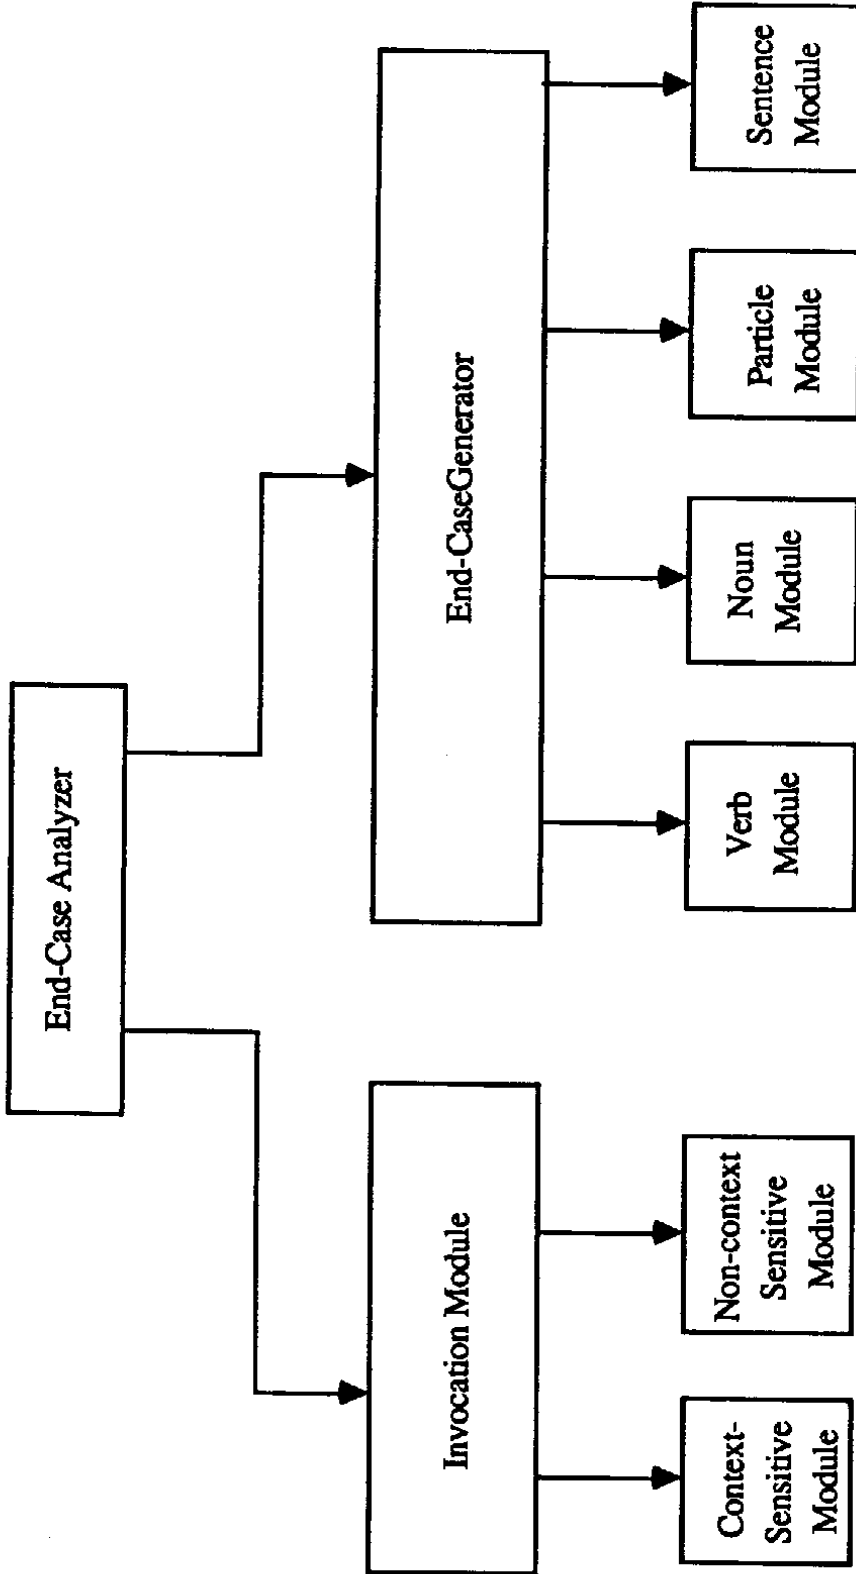 End-Case Analyzer
Invocation Module
End-CaseGenerator
Context-
Sensitive
Module
Non-context
Sensitive
Module
Verb
Module
Noun
Module
Particle
Module
Sentence
Module